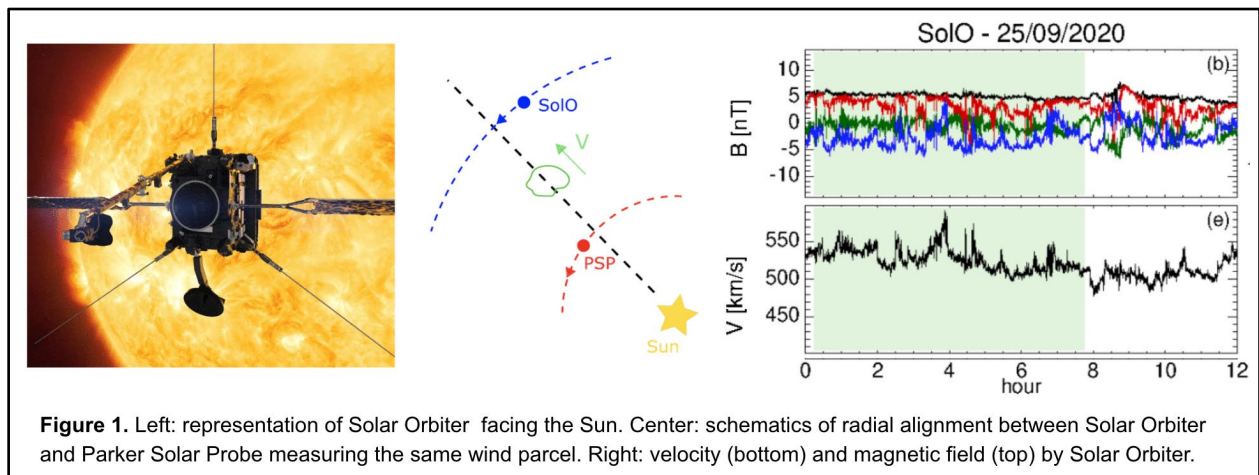 SolO
V
PSP
Sun
SolO - 25/09/2020
(b)
B [nT]
10
5
0
-5
-10
(e)
V [km/s]
550
500
450
0 2 4 6 8 10 12
hour
Figure 1. Left: representation of Solar Orbiter facing the Sun. Center: schematics of radial alignment between Solar Orbiter
and Parker Solar Probe measuring the same wind parcel. Right: velocity (bottom) and magnetic field (top) by Solar Orbiter.